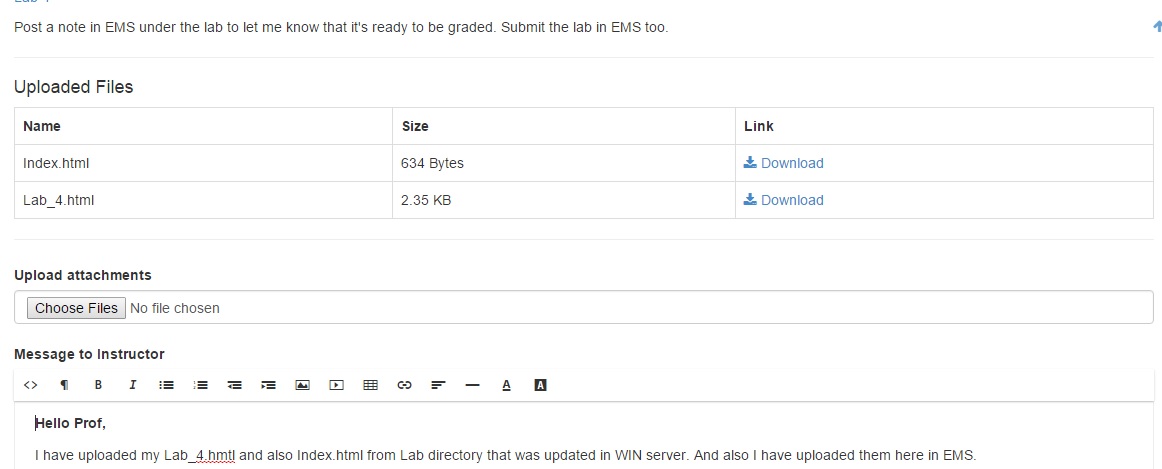 Post a note in EMS under the lab to let me know that it's ready to be graded. Submit the lab in EMS too.
Uploaded Files
Name Size Link
Index.html 634 Bytes Download
Lab_4.html 2.35 KB Download
Upload attachments
Choose Files No file chosen
Message to Instructor
<> ¶ B I A A
Hello Prof,
I have uploaded my Lab_4.hmtl and also Index.html from Lab directory that was updated in WIN server. And also I have uploaded them here in EMS.